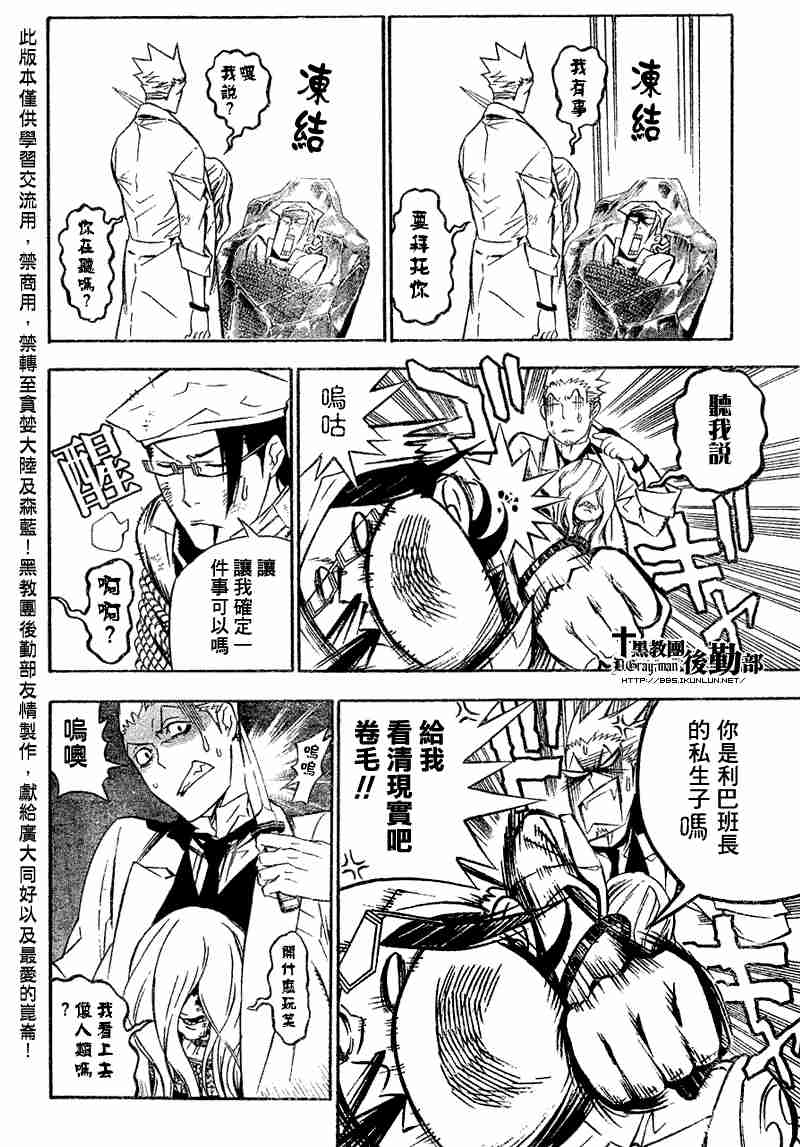 我有事
凍結
要拜託你
嘎
我說?
凍結
你在聽嗎?
聽我說
嗚咕
讓
讓我確定一
件事可以嗎
醒
啊啊?
十黑教團
D.Gray-man 後勤部
HTTP://BBS.IKUNLUN.NET/
你是利巴班長
的私生子嗎
給我
看清現實吧
卷毛!!
嗚噢
嗚嗚
開什麼玩笑
我看上去
像人類嗎
?
此版本僅供學習交流用，禁商用，禁轉至貪婪大陸及森藍！黑教團後勤部友情製作，獻給廣大同好以及最愛的崑崙！